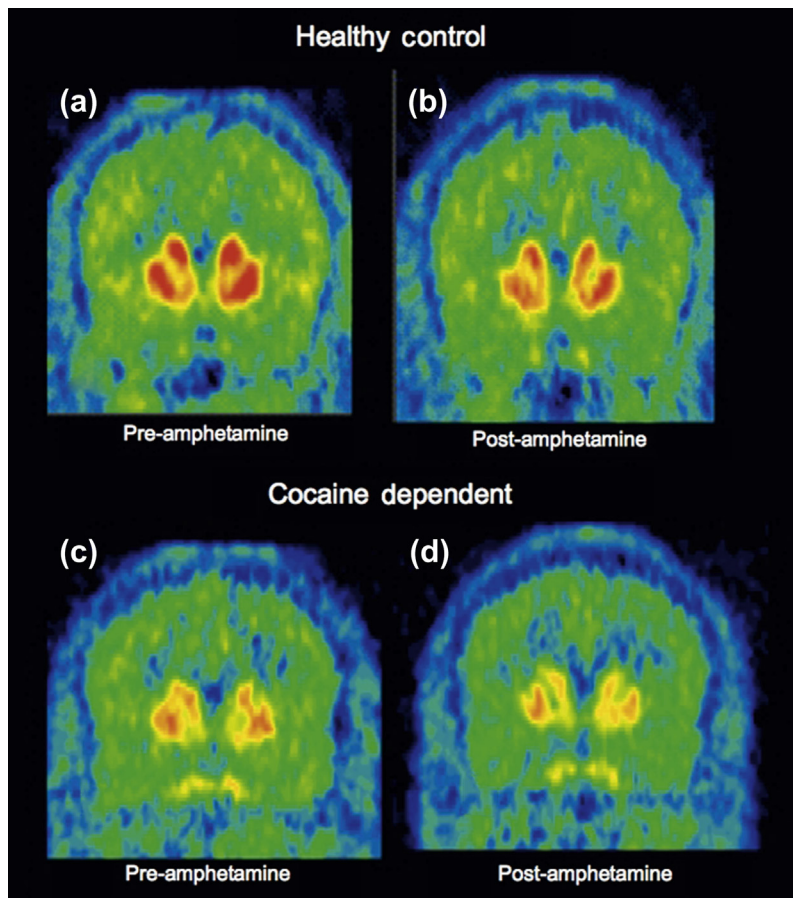 Healthy control
(a)
(b)
Pre-amphetamine
Post-amphetamine
Cocaine dependent
(c)
(d)
Pre-amphetamine
Post-amphetamine